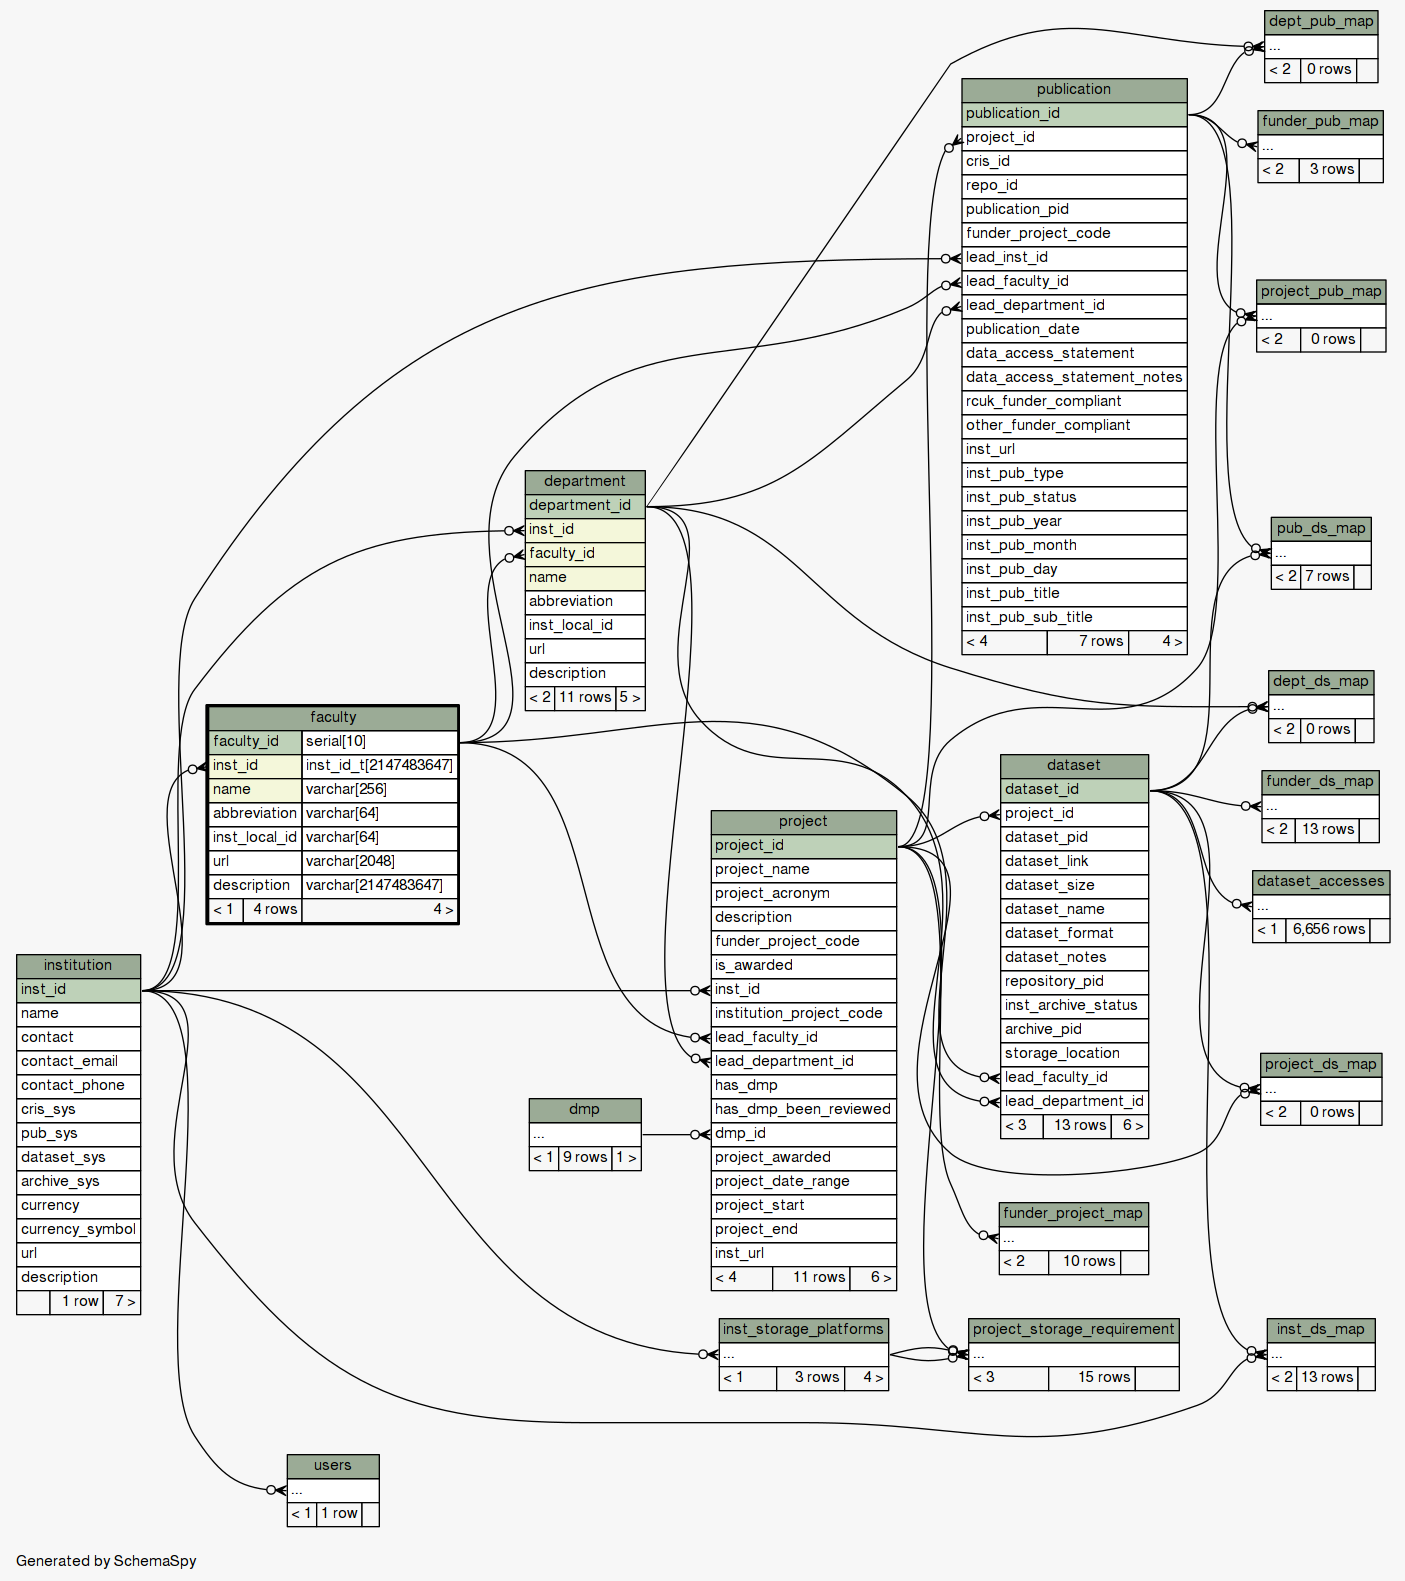 dept_pub_map
...
< 2 0 rows
publication
publication_id
project_id
cris_id
repo_id
publication_pid
funder_project_code
lead_inst_id
lead_faculty_id
lead_department_id
publication_date
data_access_statement
data_access_statement_notes
rcuk_funder_compliant
other_funder_compliant
inst_url
inst_pub_type
inst_pub_status
inst_pub_year
inst_pub_month
inst_pub_day
inst_pub_title
inst_pub_sub_title
< 4 7 rows 4 >
funder_pub_map
...
< 2 3 rows
project_pub_map
...
< 2 0 rows
department
department_id
inst_id
faculty_id
name
abbreviation
inst_local_id
url
description
< 2 11 rows 5 >
pub_ds_map
...
< 2 7 rows
dept_ds_map
...
< 2 0 rows
faculty
faculty_id serial[10]
inst_id inst_id_t[2147483647]
name varchar[256]
abbreviation varchar[64]
inst_local_id varchar[64]
url varchar[2048]
description varchar[2147483647]
< 1 4 rows 4 >
dataset
dataset_id
project_id
dataset_pid
dataset_link
dataset_size
dataset_name
dataset_format
dataset_notes
repository_pid
inst_archive_status
archive_pid
storage_location
lead_faculty_id
lead_department_id
< 3 13 rows 6 >
funder_ds_map
...
< 2 13 rows
project
project_id
project_name
project_acronym
description
funder_project_code
is_awarded
inst_id
institution_project_code
lead_faculty_id
lead_department_id
has_dmp
has_dmp_been_reviewed
dmp_id
project_awarded
project_date_range
project_start
project_end
inst_url
< 4 11 rows 6 >
dataset_accesses
...
< 1 6,656 rows
institution
inst_id
name
contact
contact_email
contact_phone
cris_sys
pub_sys
dataset_sys
archive_sys
currency
currency_symbol
url
description
1 row 7 >
project_ds_map
...
< 2 0 rows
dmp
...
< 1 9 rows 1 >
funder_project_map
...
< 2 10 rows
inst_storage_platforms
...
< 1 3 rows 4 >
project_storage_requirement
...
< 3 15 rows
inst_ds_map
...
< 2 13 rows
users
...
< 1 1 row
Generated by SchemaSpy